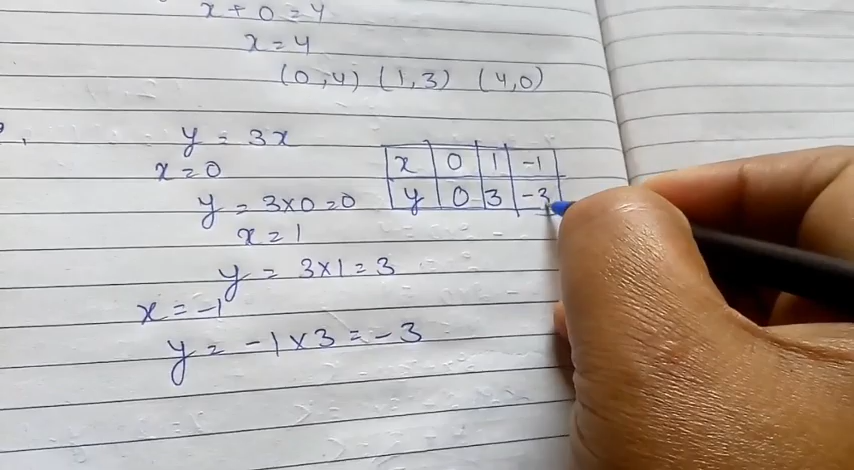 x + 0 = 4
x = 4
(0,4) (1,3) (4,0)
y = 3x
x = 0
y = 3×0 = 0
x = 1
y = 3×1 = 3
x = -1
y = -1×3 = -3
x 0 1 -1
y 0 3 -3